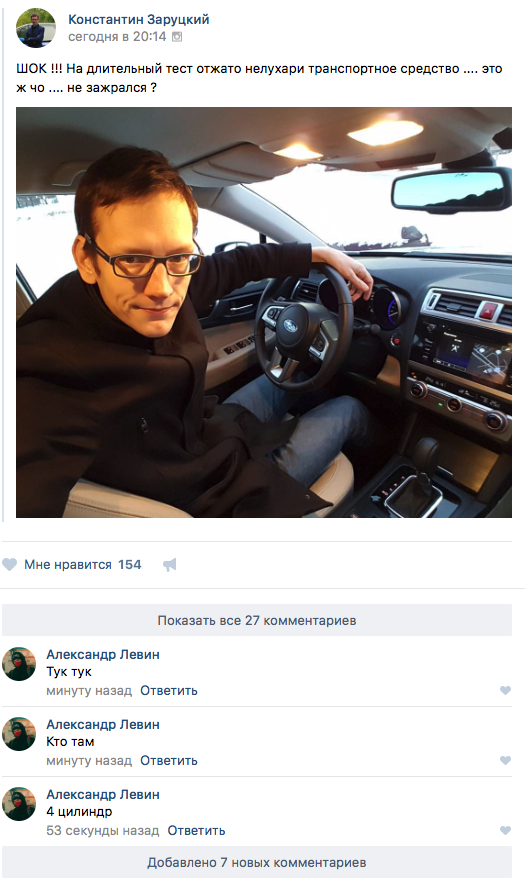 Константин Заруцкий
сегодня в 20:14
ШОК !!! На длительный тест отжато нелухари транспортное средство .... это
ж чо .... не зажрался ?
Мне нравится 154
Показать все 27 комментариев
Александр Левин
Тук тук
минуту назад Ответить
Александр Левин
Кто там
минуту назад Ответить
Александр Левин
4 цилиндр
53 секунды назад Ответить
Добавлено 7 новых комментариев